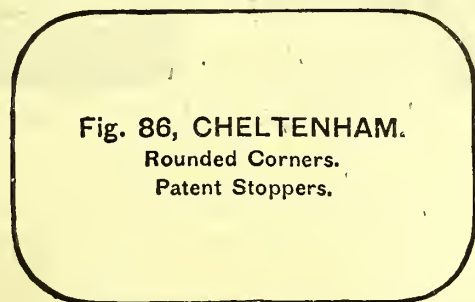 Fig. 86, CHELTENHAM.
Rounded Corners.
Patent Stoppers.